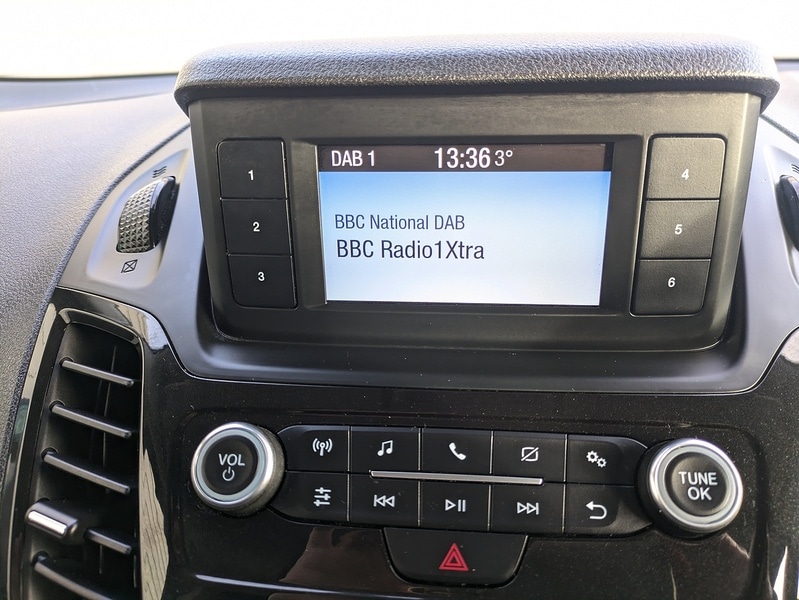 DAB 1 13:36 3°
BBC National DAB
BBC Radio1Xtra
1
2
3
4
5
6
VOL
TUNE
OK